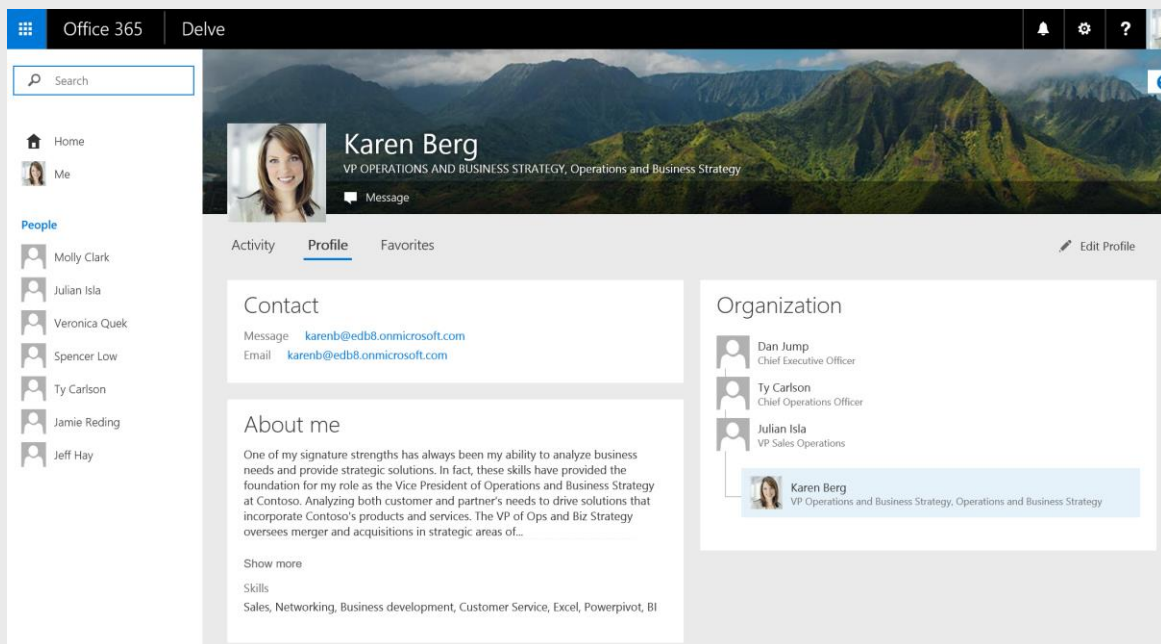 Office 365
Delve
?
Search
Home
Me
People
Molly Clark
Julian Isla
Veronica Quek
Spencer Low
Ty Carlson
Jamie Reding
Jeff Hay
Karen Berg
VP OPERATIONS AND BUSINESS STRATEGY, Operations and Business Strategy
Message
Activity
Profile
Favorites
Edit Profile
Contact
Message karenb@edb8.onmicrosoft.com
Email karenb@edb8.onmicrosoft.com
About me
One of my signature strengths has always been my ability to analyze business
needs and provide strategic solutions. In fact, these skills have provided the
foundation for my role as the Vice President of Operations and Business Strategy
at Contoso. Analyzing both customer and partner's needs to drive solutions that
incorporate Contoso's products and services. The VP of Ops and Biz Strategy
oversees merger and acquisitions in strategic areas of...
Show more
Skills
Sales, Networking, Business development, Customer Service, Excel, Powerpivot, BI
Organization
Dan Jump
Chief Executive Officer
Ty Carlson
Chief Operations Officer
Julian Isla
VP Sales Operations
Karen Berg
VP Operations and Business Strategy, Operations and Business Strategy